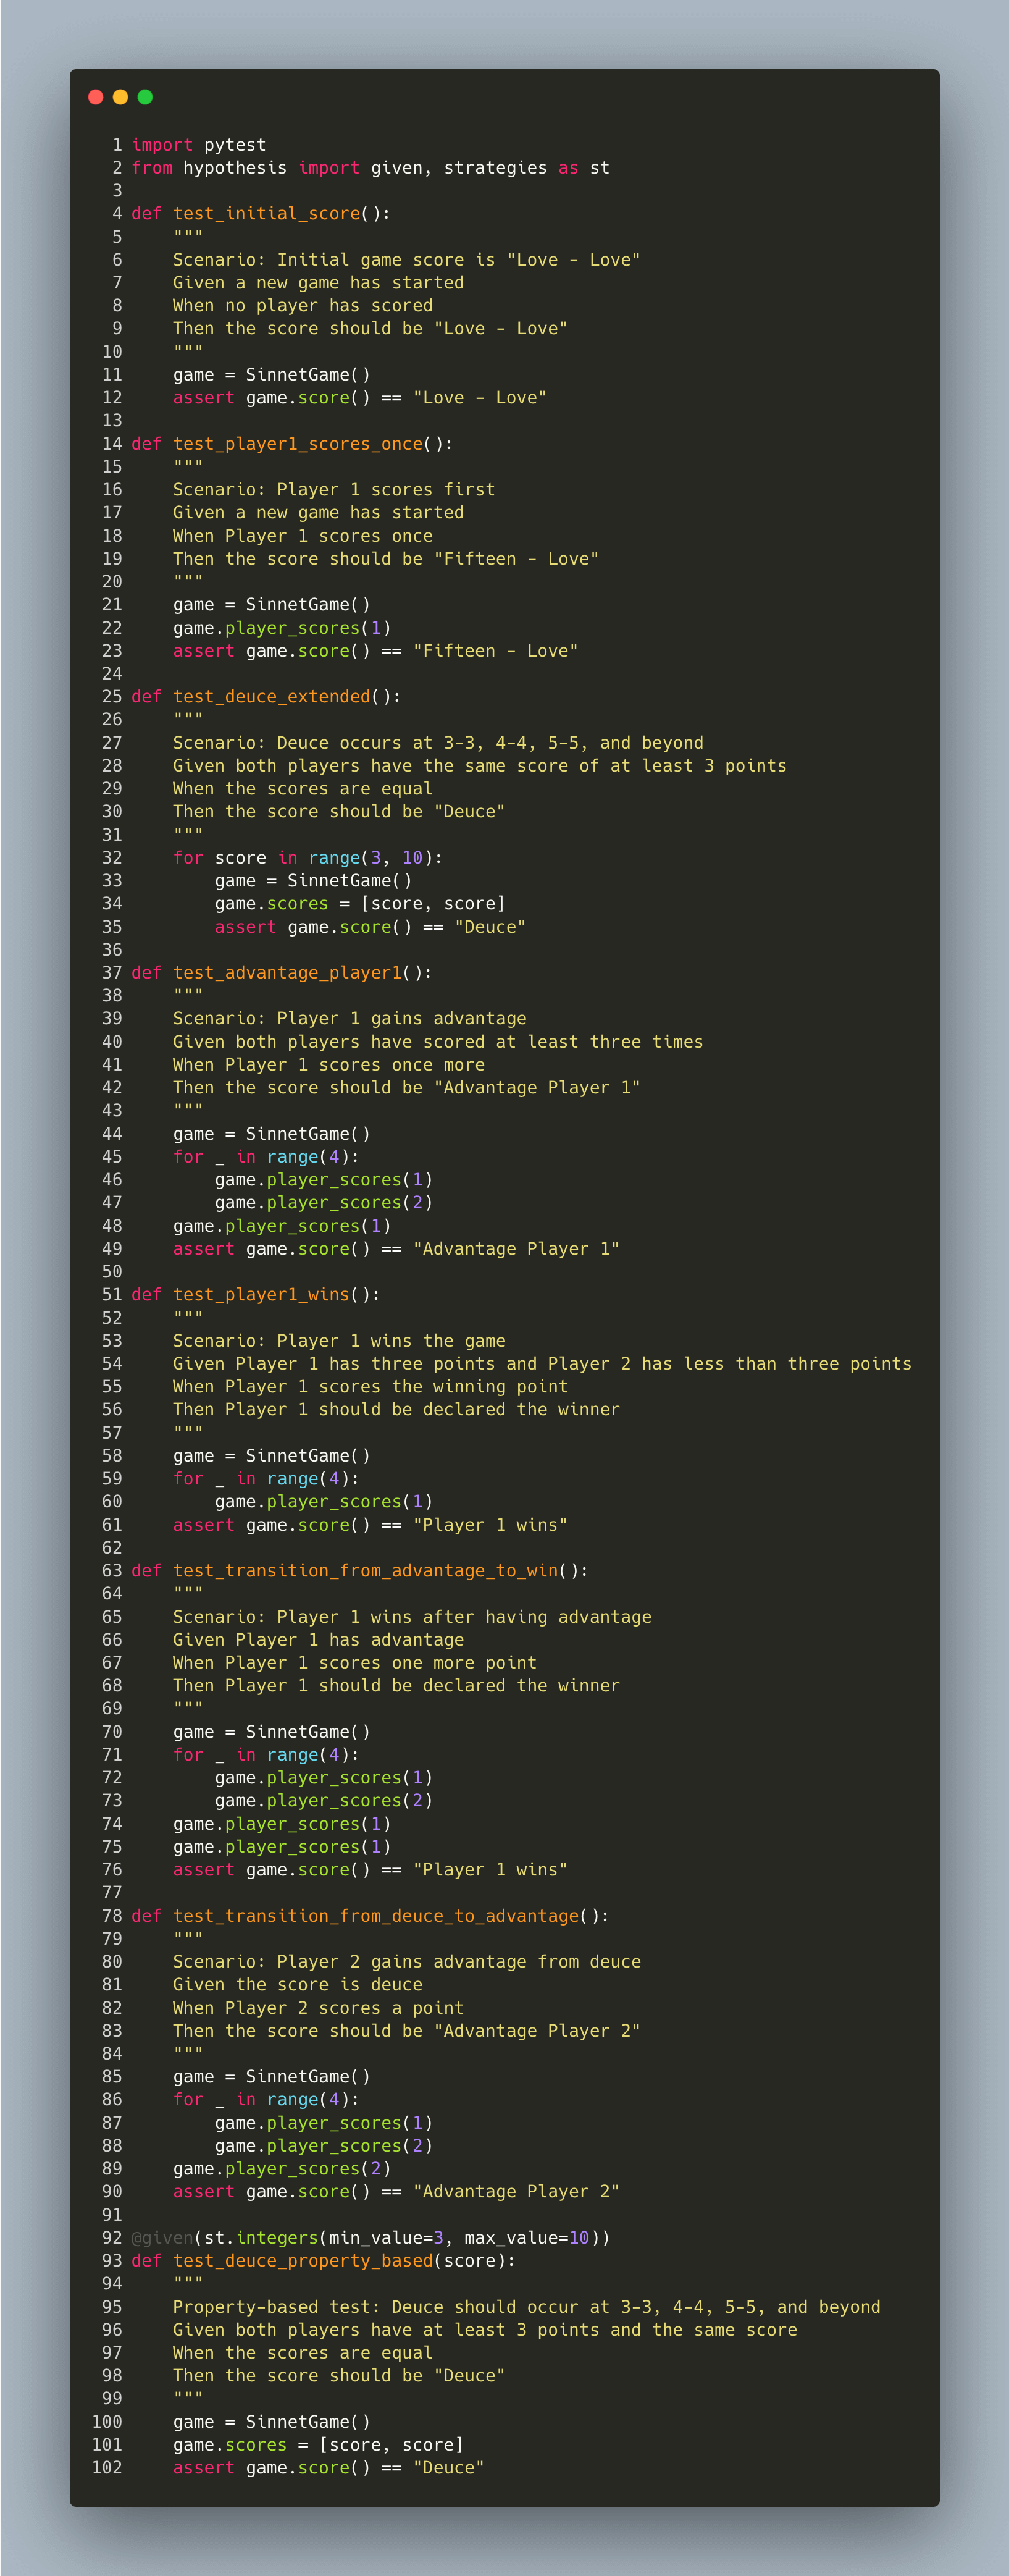 1 import pytest
2 from hypothesis import given, strategies as st
3
4 def test_initial_score():
5     """
6     Scenario: Initial game score is "Love - Love"
7     Given a new game has started
8     When no player has scored
9     Then the score should be "Love - Love"
10     """
11     game = SinnetGame()
12     assert game.score() == "Love - Love"
13
14 def test_player1_scores_once():
15     """
16     Scenario: Player 1 scores first
17     Given a new game has started
18     When Player 1 scores once
19     Then the score should be "Fifteen - Love"
20     """
21     game = SinnetGame()
22     game.player_scores(1)
23     assert game.score() == "Fifteen - Love"
24
25 def test_deuce_extended():
26     """
27     Scenario: Deuce occurs at 3-3, 4-4, 5-5, and beyond
28     Given both players have the same score of at least 3 points
29     When the scores are equal
30     Then the score should be "Deuce"
31     """
32     for score in range(3, 10):
33         game = SinnetGame()
34         game.scores = [score, score]
35         assert game.score() == "Deuce"
36
37 def test_advantage_player1():
38     """
39     Scenario: Player 1 gains advantage
40     Given both players have scored at least three times
41     When Player 1 scores once more
42     Then the score should be "Advantage Player 1"
43     """
44     game = SinnetGame()
45     for _ in range(4):
46         game.player_scores(1)
47         game.player_scores(2)
48     game.player_scores(1)
49     assert game.score() == "Advantage Player 1"
50
51 def test_player1_wins():
52     """
53     Scenario: Player 1 wins the game
54     Given Player 1 has three points and Player 2 has less than three points
55     When Player 1 scores the winning point
56     Then Player 1 should be declared the winner
57     """
58     game = SinnetGame()
59     for _ in range(4):
60         game.player_scores(1)
61     assert game.score() == "Player 1 wins"
62
63 def test_transition_from_advantage_to_win():
64     """
65     Scenario: Player 1 wins after having advantage
66     Given Player 1 has advantage
67     When Player 1 scores one more point
68     Then Player 1 should be declared the winner
69     """
70     game = SinnetGame()
71     for _ in range(4):
72         game.player_scores(1)
73         game.player_scores(2)
74     game.player_scores(1)
75     game.player_scores(1)
76     assert game.score() == "Player 1 wins"
77
78 def test_transition_from_deuce_to_advantage():
79     """
80     Scenario: Player 2 gains advantage from deuce
81     Given the score is deuce
82     When Player 2 scores a point
83     Then the score should be "Advantage Player 2"
84     """
85     game = SinnetGame()
86     for _ in range(4):
87         game.player_scores(1)
88         game.player_scores(2)
89     game.player_scores(2)
90     assert game.score() == "Advantage Player 2"
91
92 @given(st.integers(min_value=3, max_value=10))
93 def test_deuce_property_based(score):
94     """
95     Property-based test: Deuce should occur at 3-3, 4-4, 5-5, and beyond
96     Given both players have at least 3 points and the same score
97     When the scores are equal
98     Then the score should be "Deuce"
99     """
100     game = SinnetGame()
101     game.scores = [score, score]
102     assert game.score() == "Deuce"